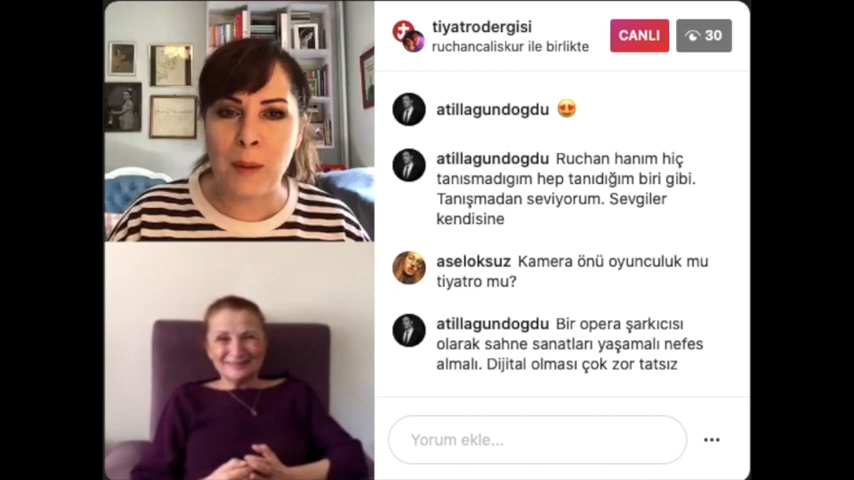 tiyatrodergisi
ruchancaliskur ile birlikte
CANLI
30
atillagundogdu 😍
atillagundogdu Ruchan hanım hiç
tanısmadıgım hep tanıdığım biri gibi.
Tanışmadan seviyorum. Sevgiler
kendisine
aseloksuz Kamera önü oyunculuk mu
tiyatro mu?
atillagundogdu Bir opera şarkıcısı
olarak sahne sanatları yaşamalı nefes
almalı. Dijital olması çok zor tatsız
Yorum ekle...